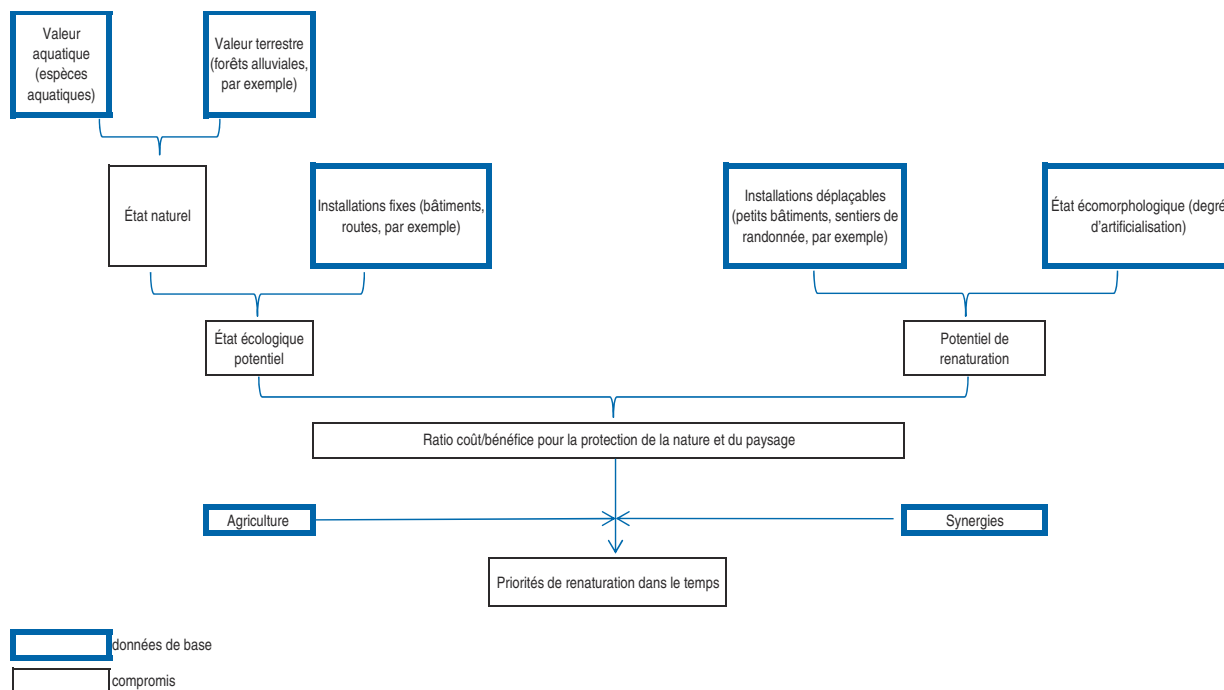 Valeur
aquatique
(espèces
aquatiques)
Valeur terrestre
(forêts alluviales,
par exemple)
État naturel
Installations fixes (bâtiments,
routes, par exemple)
Installations déplaçables
(petits bâtiments, sentiers de
randonnée, par exemple)
État écomorphologique (degré
d'artificialisation)
État écologique
potentiel
Potentiel de
renaturation
Ratio coût/bénéfice pour la protection de la nature et du paysage
Agriculture
Synergies
Priorités de renaturation dans le temps
données de base
compromis